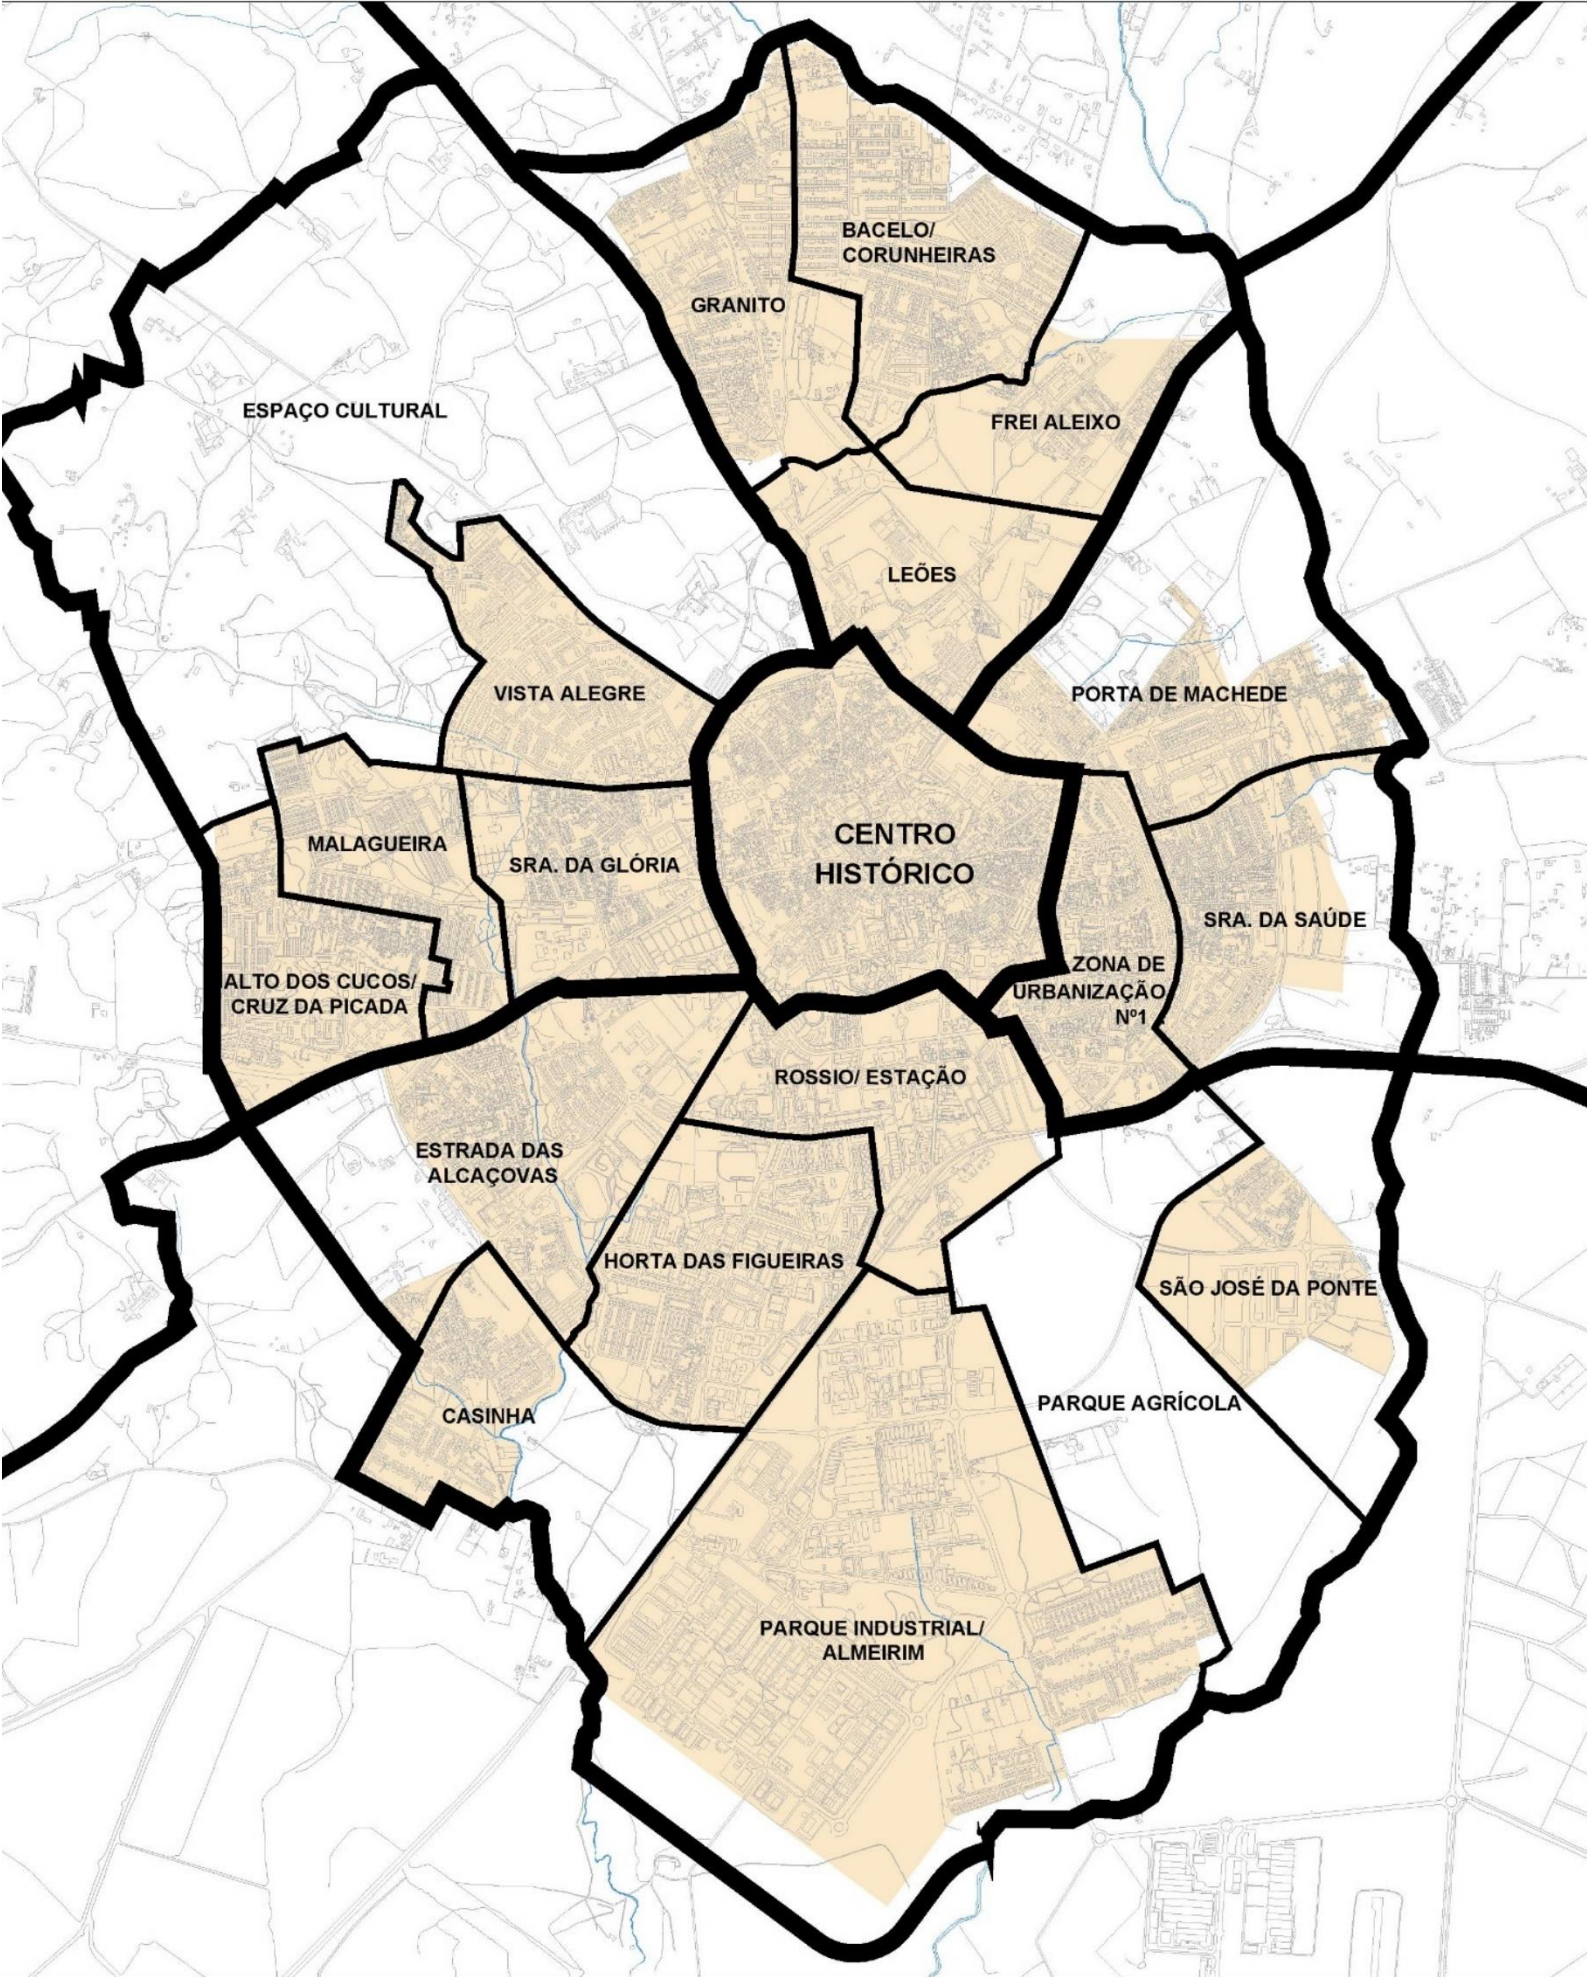 BACELO/
CORUNHEIRAS
GRANITO
ESPAÇO CULTURAL
FREI ALEIXO
LEÕES
VISTA ALEGRE
PORTA DE MACHEDE
CENTRO
HISTÓRICO
MALAGUEIRA
SRA. DA GLÓRIA
SRA. DA SAÚDE
ZONA DE
URBANIZAÇÃO
Nº1
ALTO DOS CUCOS/
CRUZ DA PICADA
ROSSIO/ ESTAÇÃO
ESTRADA DAS
ALCAÇOVAS
HORTA DAS FIGUEIRAS
SÃO JOSÉ DA PONTE
PARQUE AGRÍCOLA
CASINHA
PARQUE INDUSTRIAL/
ALMEIRIM